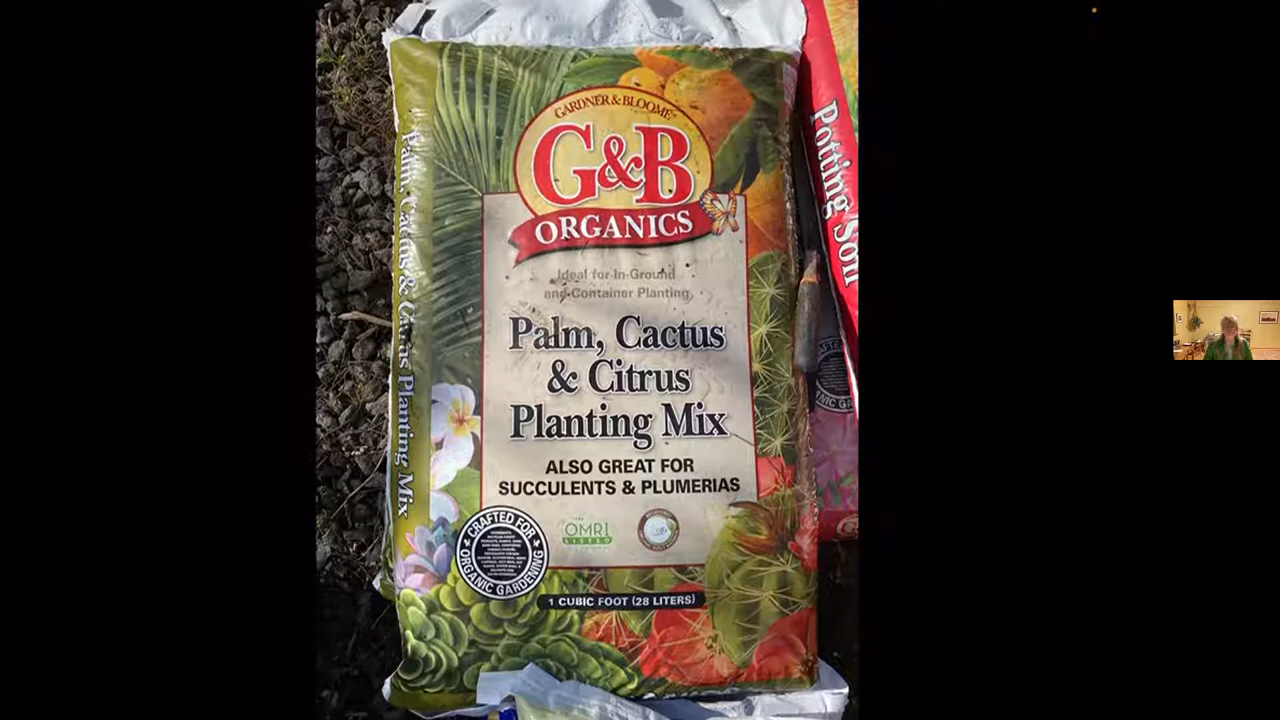 GARDNER & BLOOME
G&B
ORGANICS
Ideal for In-Ground
and Container Planting
Palm, Cactus
& Citrus
Planting Mix
ALSO GREAT FOR
SUCCULENTS & PLUMERIAS
CRAFTED FOR
ORGANIC GARDENING
OMRI
LISTED
1 CUBIC FOOT (28 LITERS)
Palm, Cactus & Citrus Planting Mix
Potting Soil